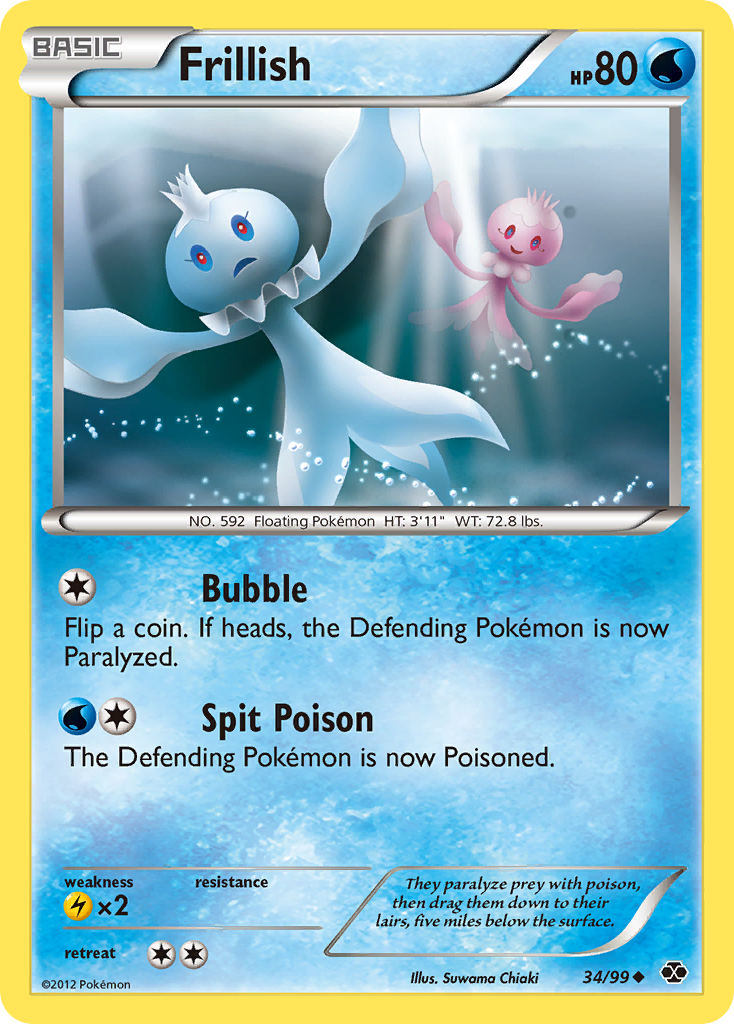 BASIC
Frillish
HP80
NO. 592 Floating Pokémon HT: 3'11" WT: 72.8 lbs.
Bubble
Flip a coin. If heads, the Defending Pokémon is now
Paralyzed.
Spit Poison
The Defending Pokémon is now Poisoned.
weakness
resistance
×2
retreat
They paralyze prey with poison,
then drag them down to their
lairs, five miles below the surface.
©2012 Pokémon
Illus. Suwama Chiaki
34/99